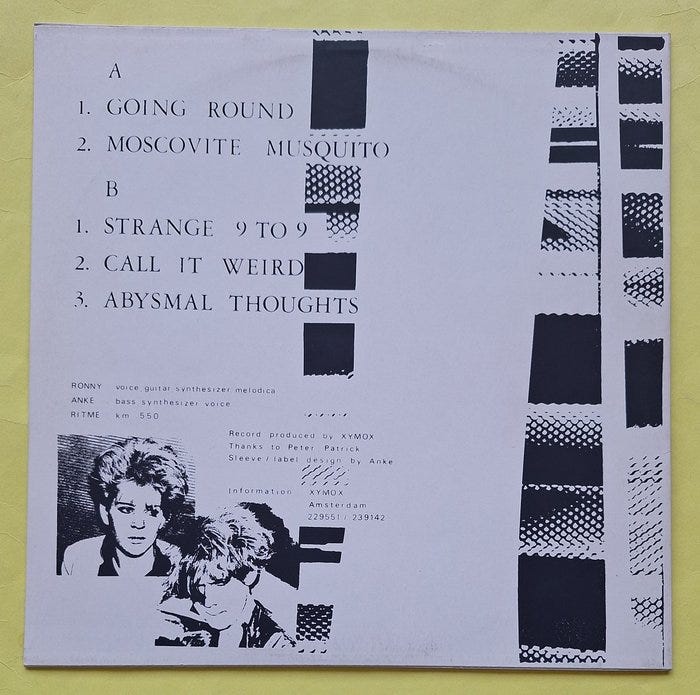 A
1. GOING ROUND
2. MOSCOVITE MUSQUITO
B
1. STRANGE 9 TO 9
2. CALL IT WEIRD
3. ABYSMAL THOUGHTS
RONNY voice guitar synthesizer melodica
ANKE bass synthesizer voice
RITME km 550
Record produced by XYMOX
Thanks to Peter Patrick
Sleeve / label design by Anke
Information XYMOX
Amsterdam
229551 / 239142